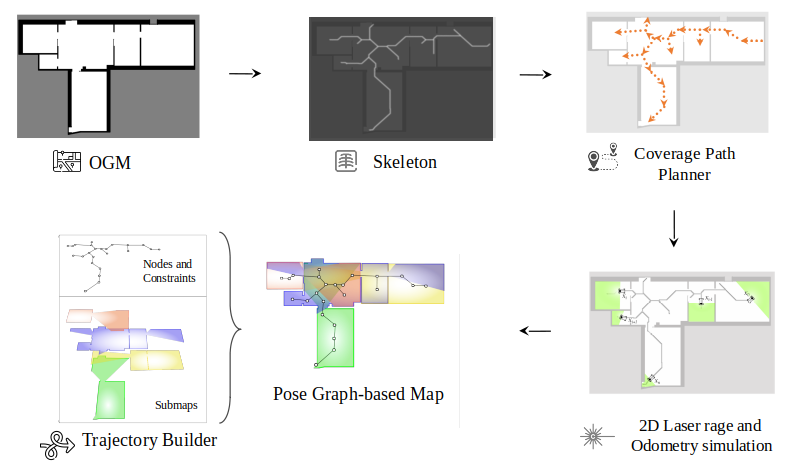 OGM
Skeleton
Coverage Path
Planner
Nodes and
Constraints
Submaps
Trajectory Builder
Pose Graph-based Map
2D Laser rage and
Odometry simulation